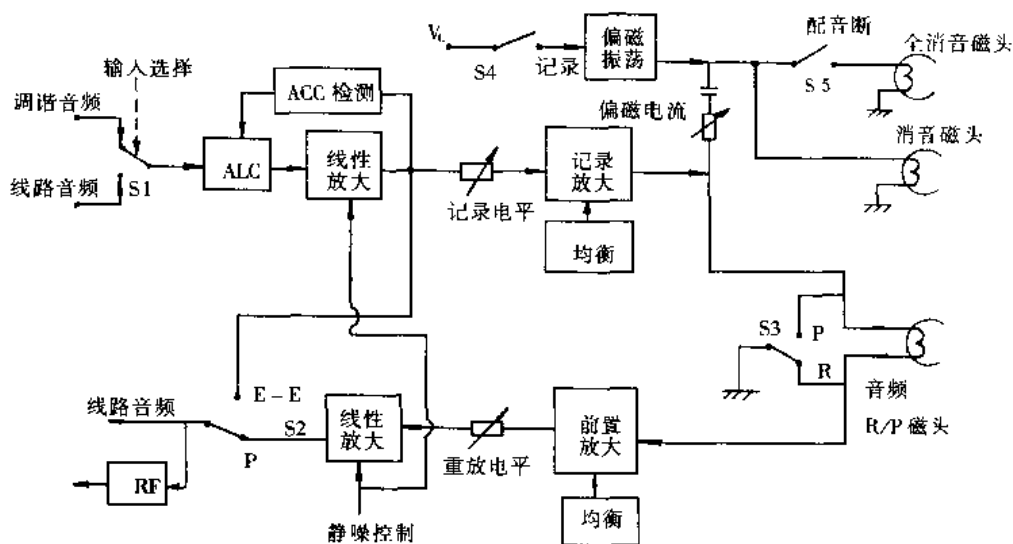 配音断
全消音磁头
V
偏磁
振荡
S4
记录
S5
输入选择
调谐音频
ACC 检测
偏磁电流
消音磁头
ALC
线性
放大
记录
放大
线路音频
S1
记录电平
均衡
S3
P
R
音频
R/P 磁头
E-E
线路音频
S2
P
线性
放大
重放电平
前置
放大
RF
静噪控制
均衡